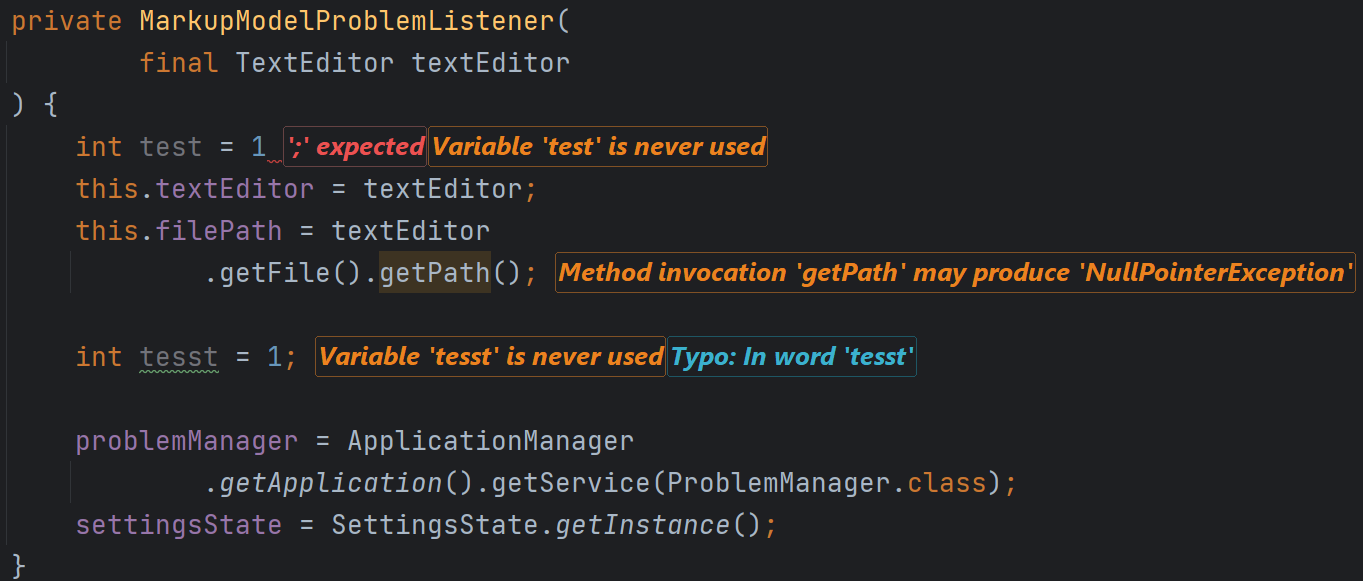 private MarkupModelProblemListener(
final TextEditor textEditor
) {
int test = 1 ';' expected Variable 'test' is never used
this.textEditor = textEditor;
this.filePath = textEditor
.getFile().getPath(); Method invocation 'getPath' may produce 'NullPointerException'
int tesst = 1; Variable 'tesst' is never used Typo: In word 'tesst'
problemManager = ApplicationManager
.getApplication().getService(ProblemManager.class);
settingsState = SettingsState.getInstance();
}